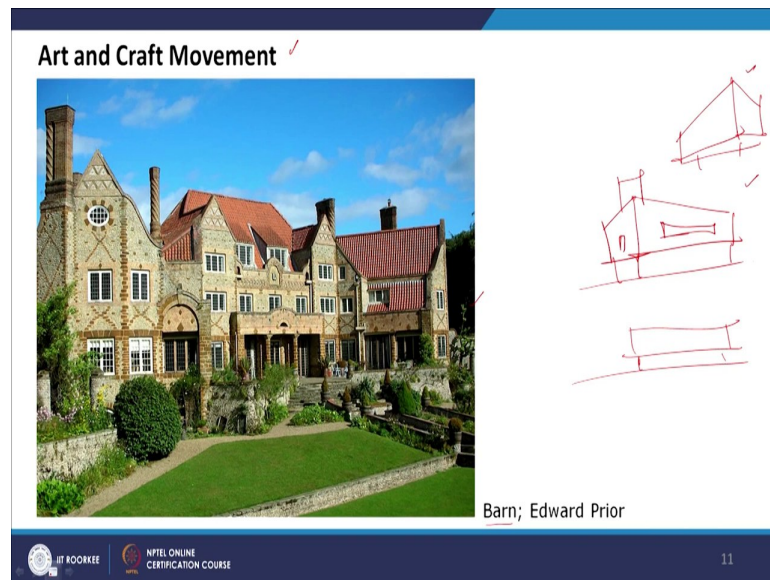 Art and Craft Movement
Barn; Edward Prior
IIT ROORKEE
NPTEL ONLINE
CERTIFICATION COURSE
11